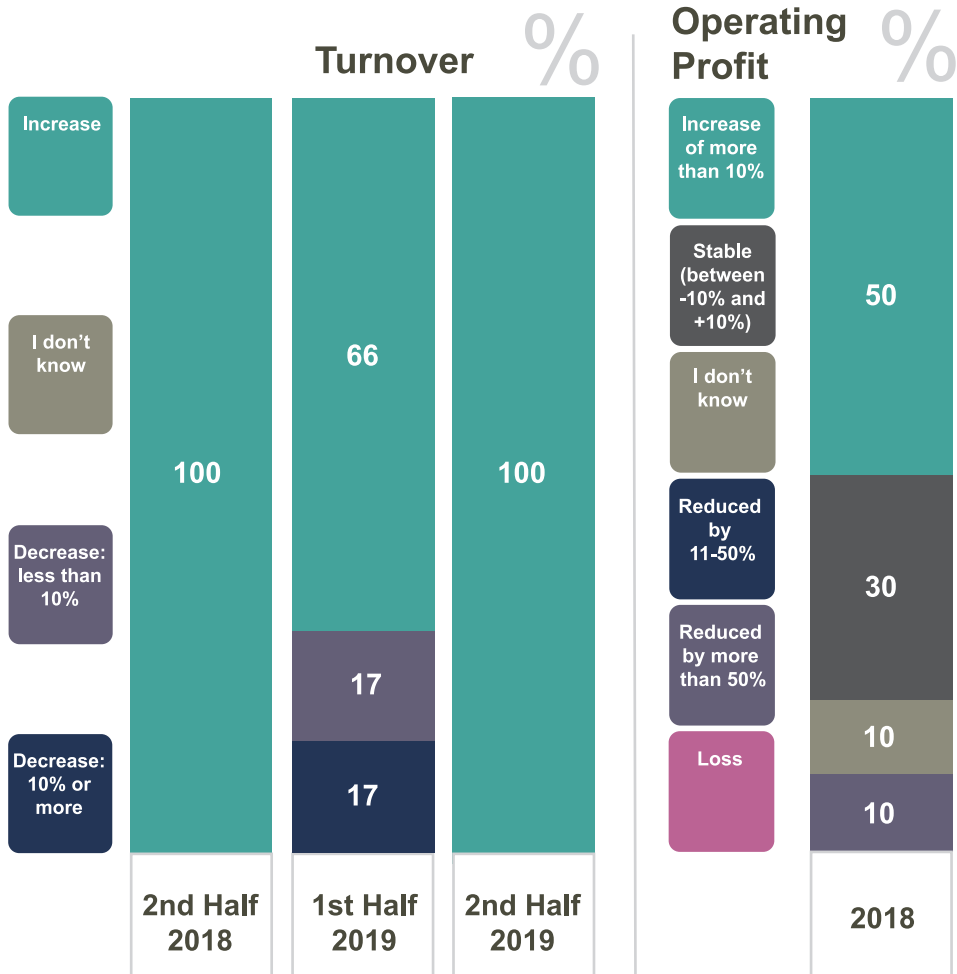 Turnover %
Increase
I don't
know
Decrease:
less than
10%
Decrease:
10% or
more
100
66
17
17
100
2nd Half
2018
1st Half
2019
2nd Half
2019
Operating
Profit %
Increase
of more
than 10%
Stable
(between
-10% and
+10%)
I don't
know
Reduced
by
11-50%
Reduced
by more
than 50%
Loss
50
30
10
10
2018